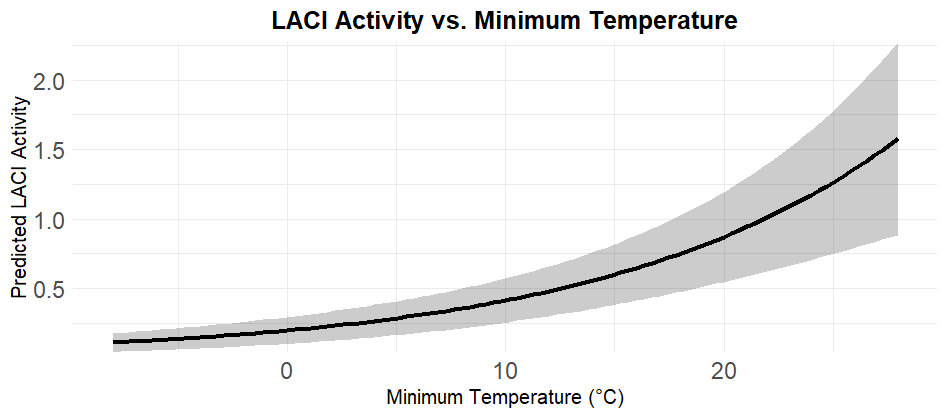 LACI Activity vs. Minimum Temperature
Predicted LACI Activity
2.0
1.5
1.0
0.5
0
10
20
Minimum Temperature (°C)